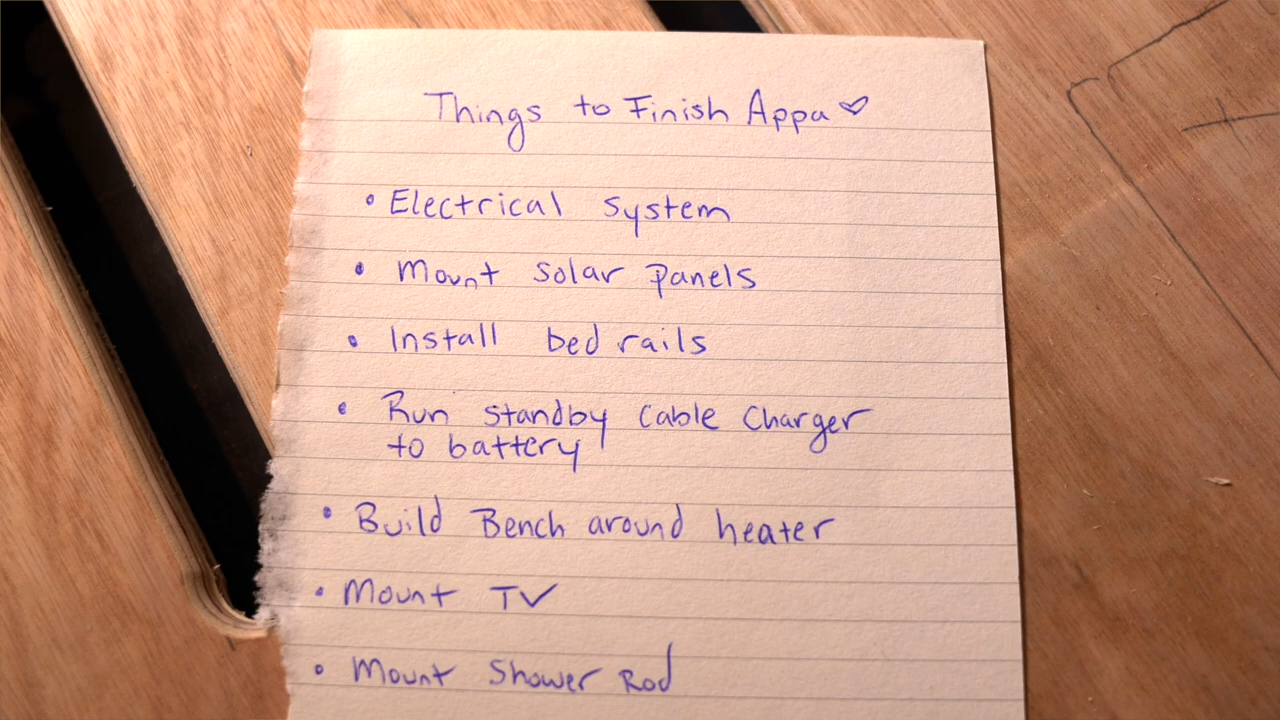 Things to Finish Appa ♡
• Electrical system
• Mount solar panels
• Install bed rails
• Run standby Cable Charger
to battery
• Build Bench around heater
• Mount TV
• Mount Shower Rod